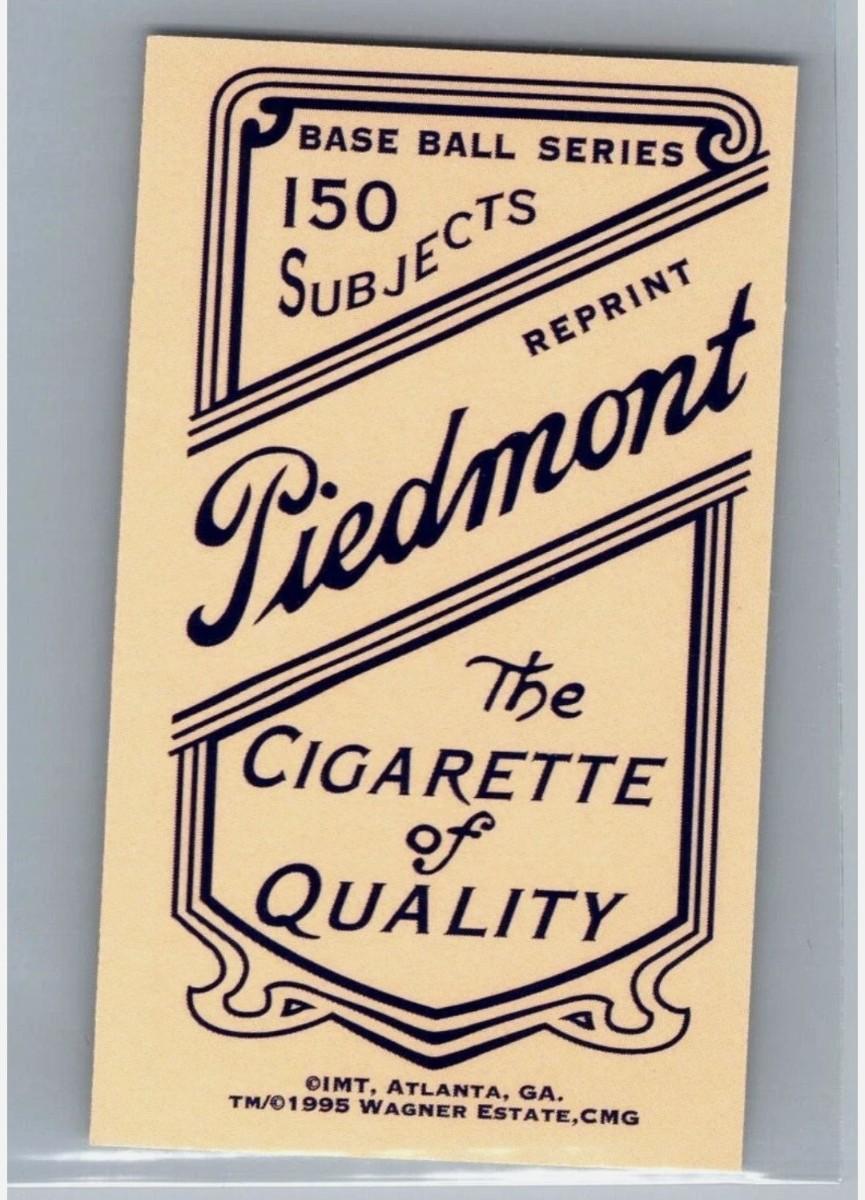 BASE BALL SERIES
150
SUBJECTS
REPRINT
Piedmont
The
CIGARETTE
of
QUALITY
©IMT, ATLANTA, GA.
TM/©1995 WAGNER ESTATE,CMG